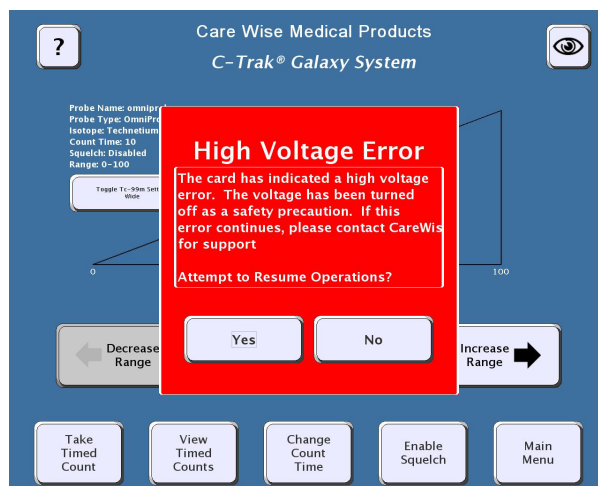 ?
Care Wise Medical Products
C-Trak® Galaxy System
Probe Name:
Probe Type:
Isotope:
Count Time: 10
Squelch: Disabled
Range: 0-100
Toggle Tc-99m
Wide
High Voltage Error
The card has indicated a high voltage
error. The voltage has been turned
off as a safety precaution. If this
error continues, please contact CareWis
for support
Attempt to Resume Operations?
0
100
Yes
No
Decrease
Range
Increase
Range
Take
Timed
Count
View
Timed
Counts
Change
Count
Time
Enable
Squelch
Main
Menu